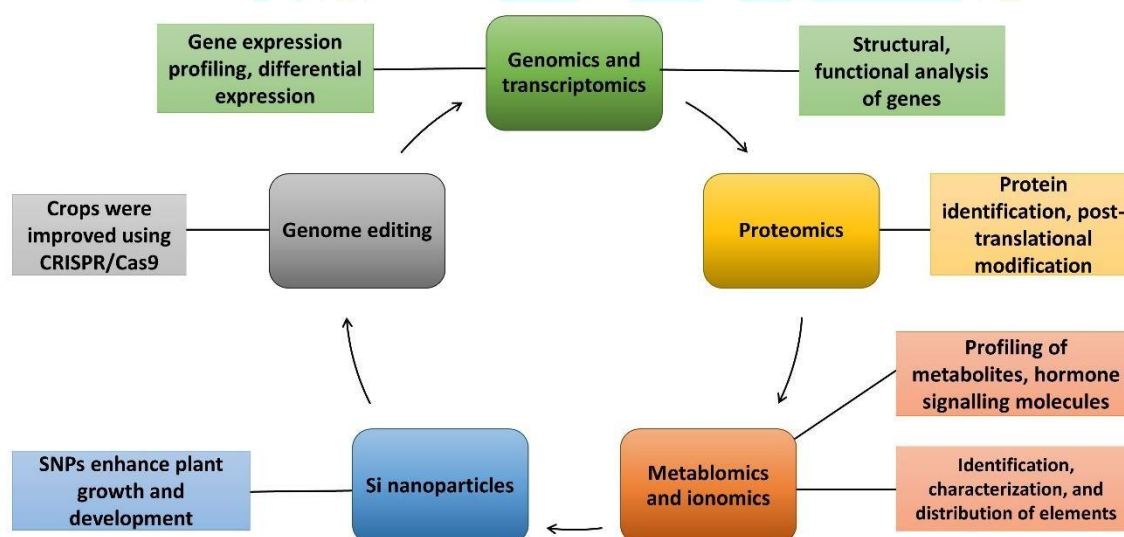 Gene expression
profiling, differential
expression
Genomics and
transcriptomics
Structural,
functional analysis
of genes
Crops were
improved using
CRISPR/Cas9
Genome editing
Proteomics
Protein
identification, post-
translational
modification
Profiling of
metabolites, hormone
signalling molecules
SNPs enhance plant
growth and
development
Si nanoparticles
Metablomics
and ionomics
Identification,
characterization, and
distribution of elements